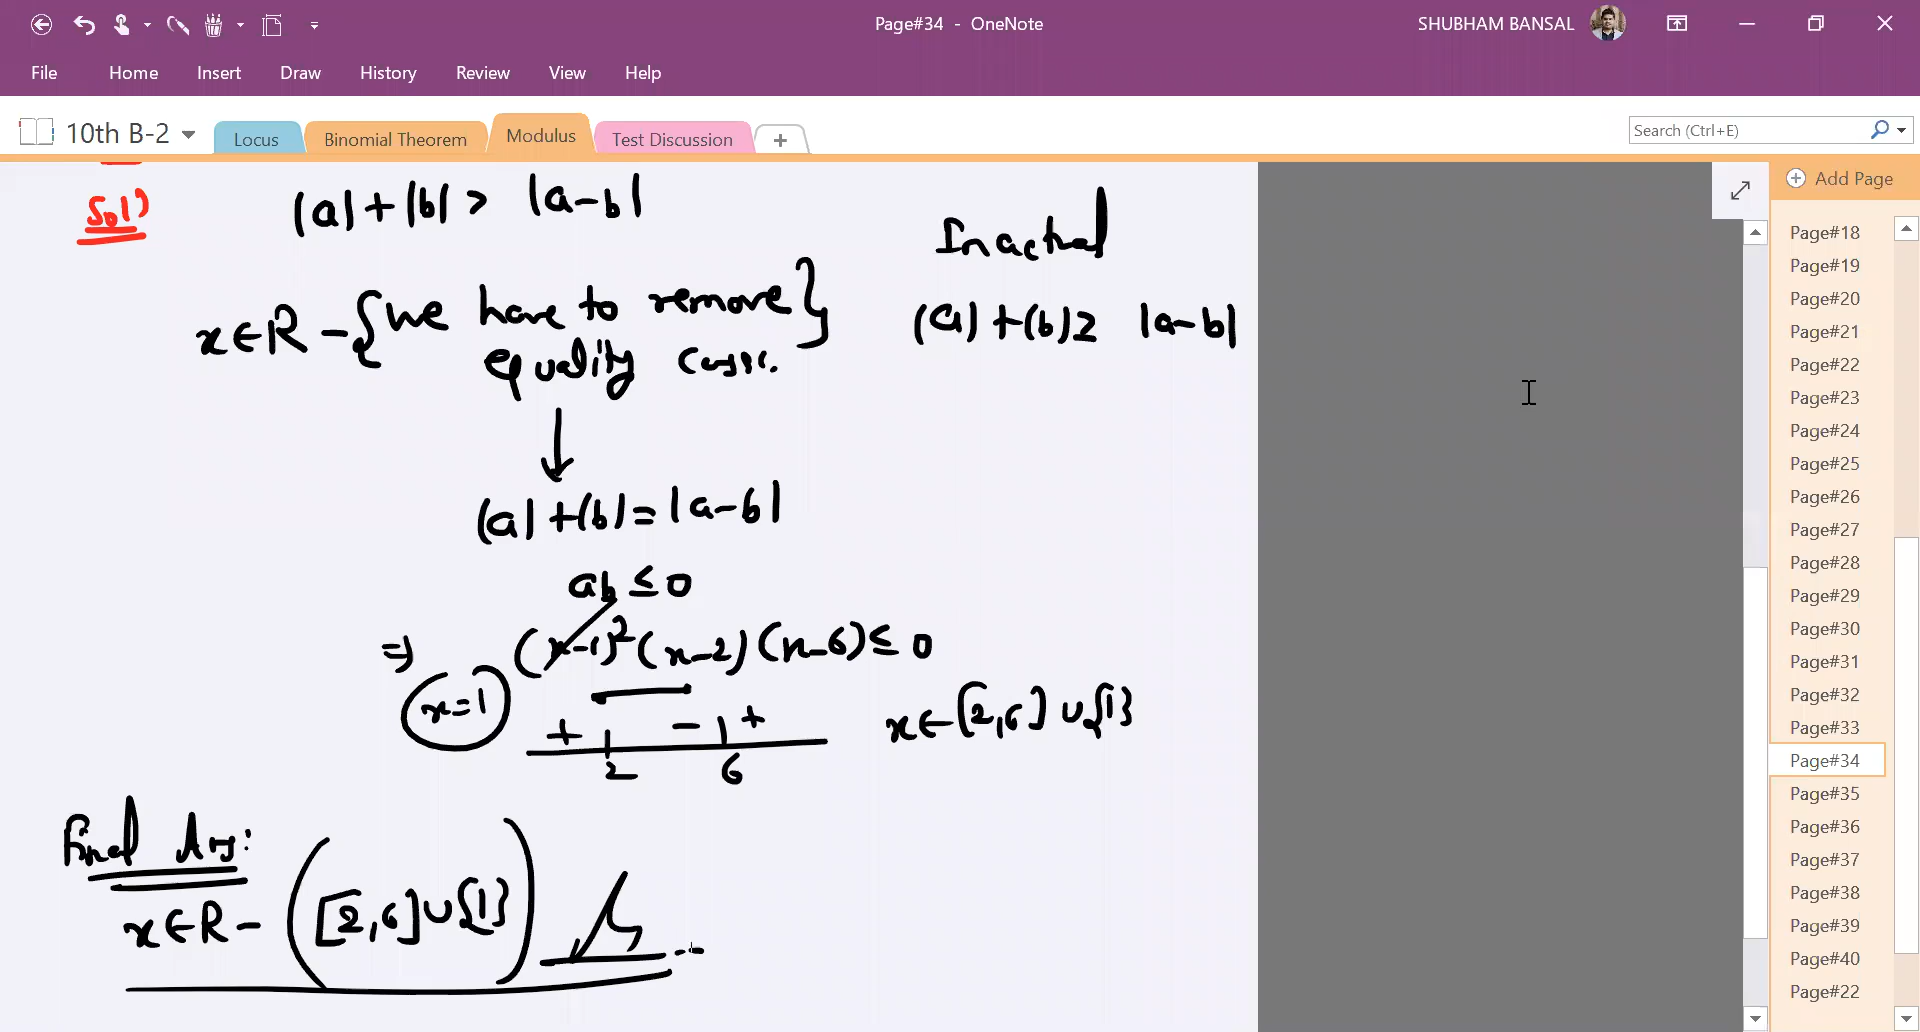 Page#34 - OneNote
SHUBHAM BANSAL
File Home Insert Draw History Review View Help
10th B-2
Locus
Binomial Theorem
Modulus
Test Discussion
+
Search (Ctrl+E)
Add Page
Sol)
|a|+|b| > |a-b|
x∈R - {we have to remove
equality cases.}
Inactual
|a|+|b|≥ |a-b|
|a|+|b|=|a-b|
ab ≤ 0
⇒ (x-1)²(x-2)(x-6) ≤ 0
x=1
+ - +
2 6
x∈[2,6] ∪{1}
Final Ans:
x∈R - ([2,6]∪{1})
Page#18
Page#19
Page#20
Page#21
Page#22
Page#23
Page#24
Page#25
Page#26
Page#27
Page#28
Page#29
Page#30
Page#31
Page#32
Page#33
Page#34
Page#35
Page#36
Page#37
Page#38
Page#39
Page#40
Page#22